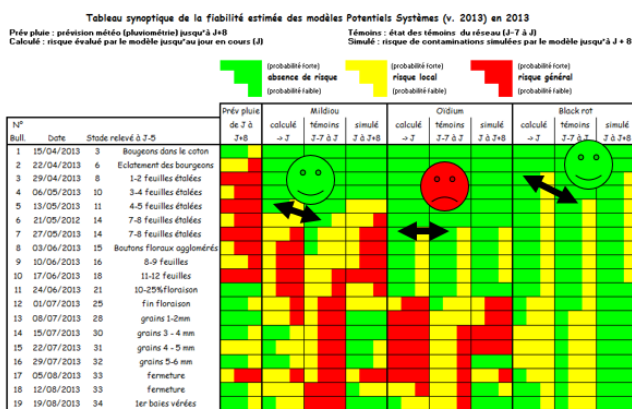 Tableau synoptique de la fiabilité estimée des modèles Potentiels Systèmes (v. 2013) en 2013
Prév pluie : prévision météo (pluviométrie) jusqu'à J+8
Témoins : état des témoins du réseau (J-7 à J)
Calculé : risque évalué par le modèle jusqu'au jour en cours (J)
Simulé : risque de contaminations simulées par le modèle jusqu'à J + 8
(probabilité forte) (probabilité forte) (probabilité forte)
absence de risque risque local risque général
(probabilité faible) (probabilité faible) (probabilité faible)
Prév pluie Mildiou Oïdium Black rot
N° de J à calculé témoins simulé calculé témoins simulé calculé témoins simulé
Bull. Date Stade relevé à J-5 J+8 -> J J-7 à J J à J+8 -> J J-7 à J J à J+8 -> J J-7 à J J à J+8
1 15/04/2013 3 Bougeons dans le coton
2 22/04/2013 6 Eclatement des bourgeons
3 29/04/2013 8 1-2 feuilles étalées
4 06/05/2013 10 3-4 feuilles étalées
5 13/05/2013 11 4-5 feuilles étalées
6 21/05/2012 14 7-8 feuilles étalées
7 27/05/2013 14 7-8 feuilles étalées
8 03/06/2013 15 Boutons floraux agglomérés
9 10/06/2013 16 8-9 feuilles
10 17/06/2013 18 11-12 feuilles
11 24/06/2013 21 10-25%floraison
12 01/07/2013 25 fin floraison
13 08/07/2013 28 grains 1-2mm
14 15/07/2013 30 grains 3 - 4 mm
15 22/07/2013 31 grains 4 - 5 mm
16 29/07/2013 32 grains 5-6 mm
17 05/08/2013 33 fermeture
18 12/08/2013 33 fermeture
19 19/08/2013 34 1er baies vérées